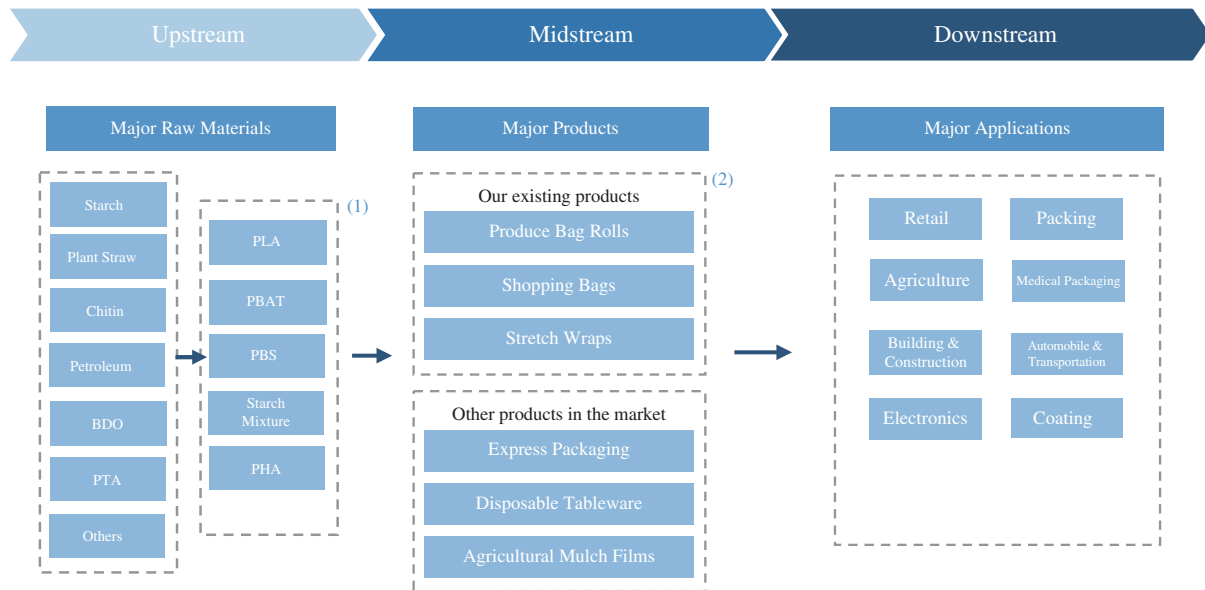 Upstream
Midstream
Downstream
Major Raw Materials
Major Products
Major Applications
Starch
Plant Straw
Chitin
Petroleum
BDO
PTA
Others
(1)
PLA
PBAT
PBS
Starch
Mixture
PHA
(2)
Our existing products
Produce Bag Rolls
Shopping Bags
Stretch Wraps
Other products in the market
Express Packaging
Disposable Tableware
Agricultural Mulch Films
Retail
Packing
Agriculture
Medical Packaging
Building &
Construction
Automobile &
Transportation
Electronics
Coating